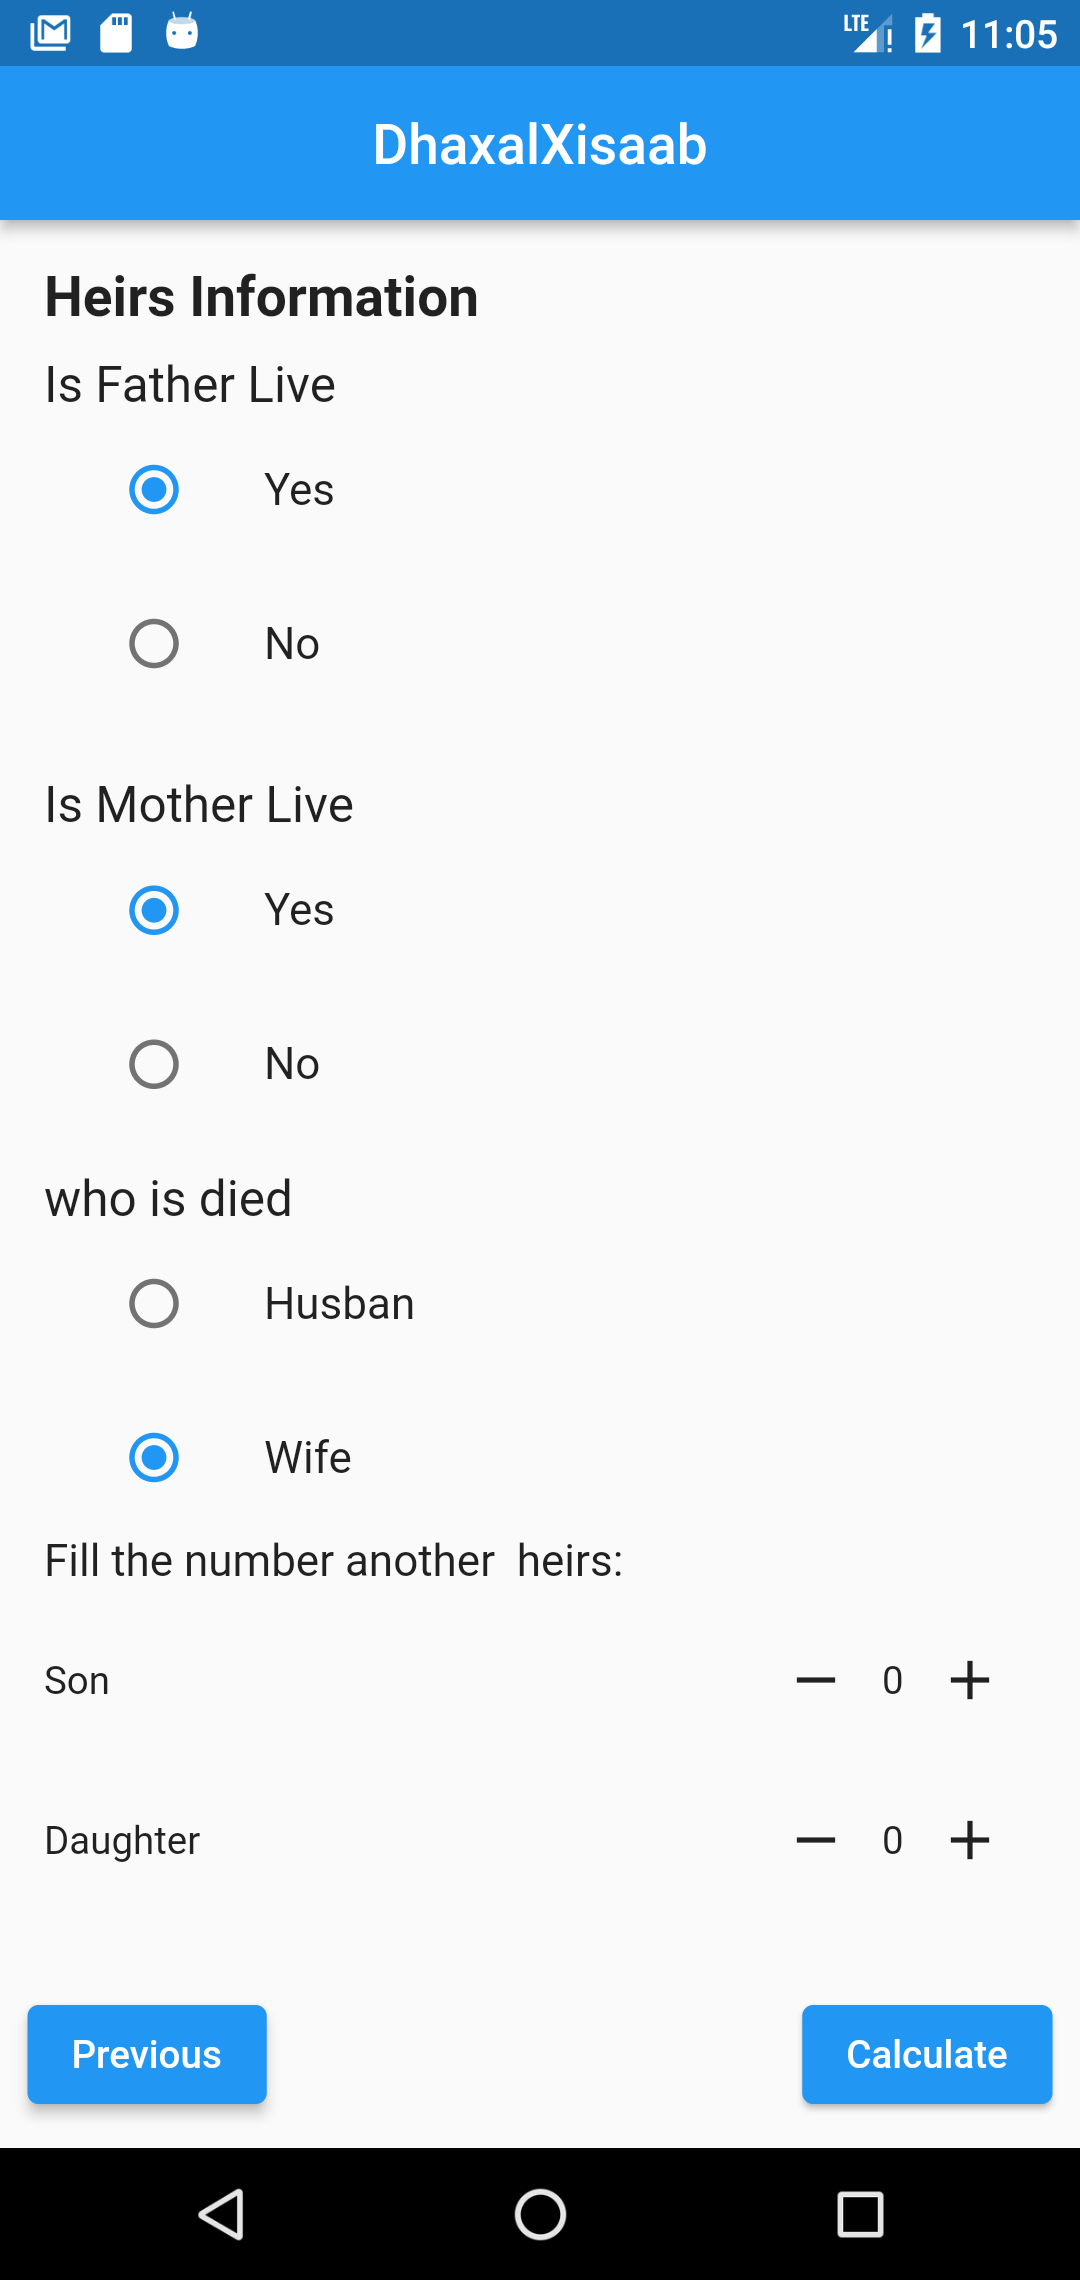 LTE 11:05
DhaxalXisaab
Heirs Information
Is Father Live
Yes
No
Is Mother Live
Yes
No
who is died
Husban
Wife
Fill the number another  heirs:
Son 0
Daughter 0
Previous Calculate